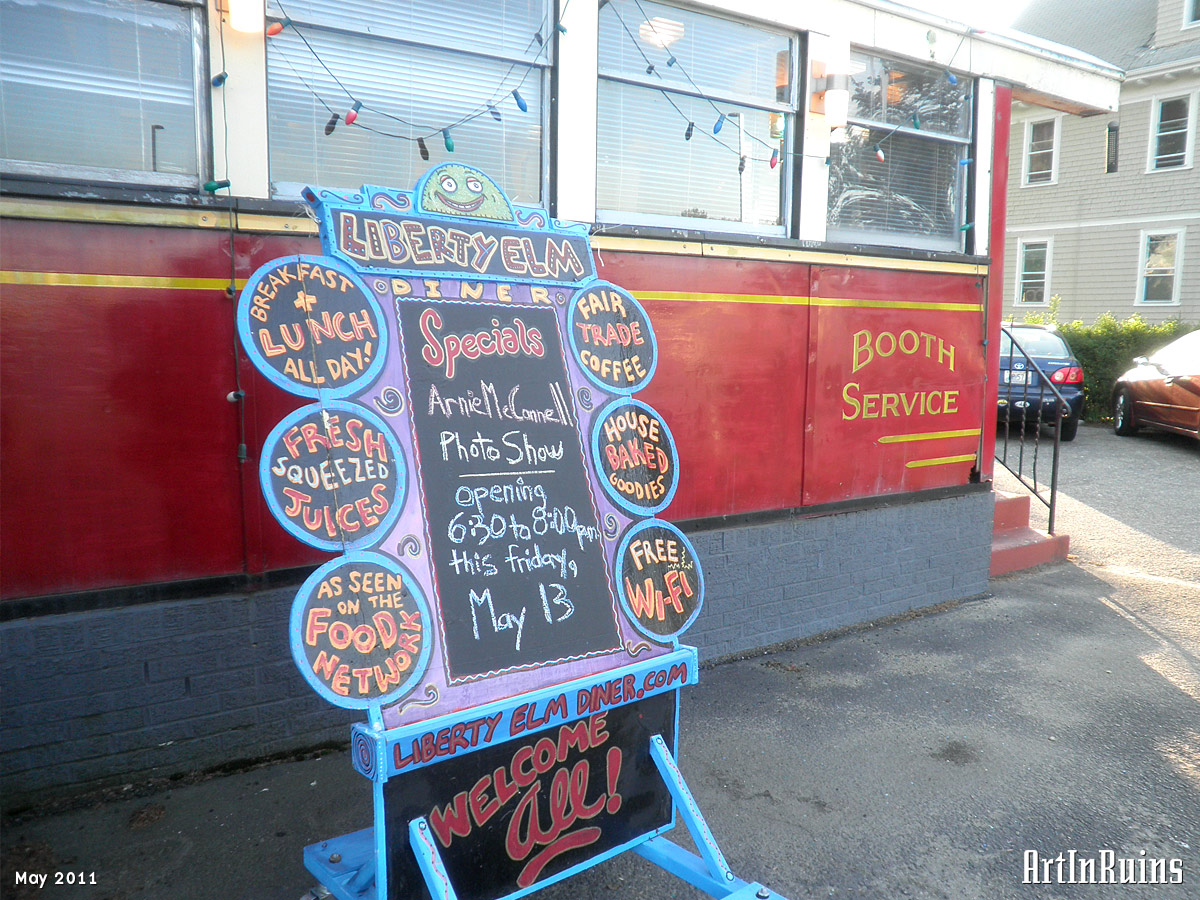 LIBERTY ELM
DINER
BREAKFAST
+
LUNCH
ALL DAY!
FRESH
SQUEEZED
JUICES
AS SEEN
ON THE
FOOD
NETWORK
Specials
Arnie McConnell
Photo Show
opening
6:30 to 8:00pm
this friday,
May 13
FAIR
TRADE
COFFEE
HOUSE
BAKED
GOODIES
FREE
WI-FI
LIBERTY ELM DINER.COM
WELCOME
All!
BOOTH
SERVICE
May 2011
ArtInRuins